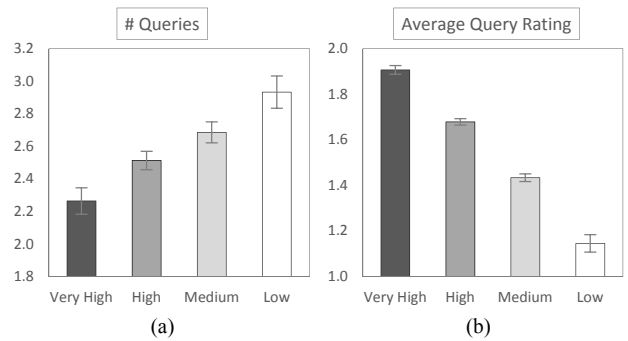 # Queries
3.2
3.0
2.8
2.6
2.4
2.2
2.0
1.8
Very High High Medium Low
(a)
Average Query Rating
2.0
1.8
1.6
1.4
1.2
1.0
Very High High Medium Low
(b)